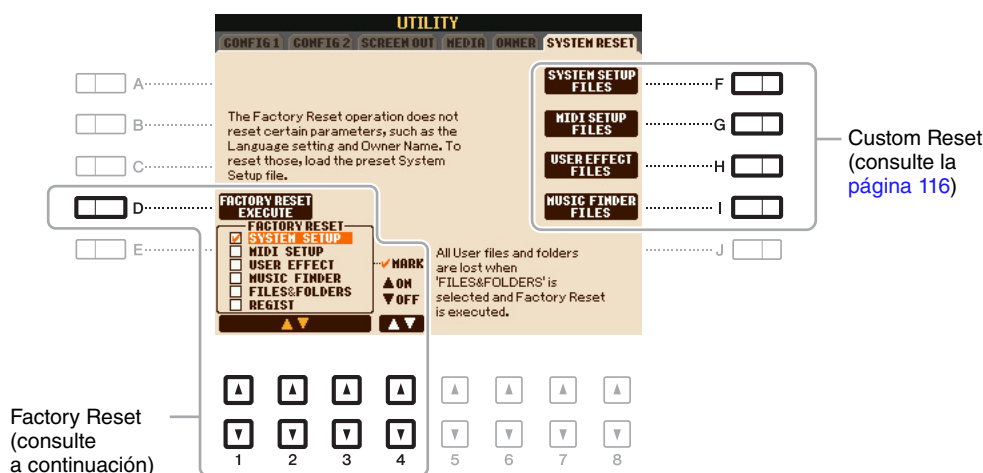 UTILITY
CONFIG 1 CONFIG 2 SCREEN OUT MEDIA OWNER SYSTEM RESET
A
B
C
D
E
The Factory Reset operation does not
reset certain parameters, such as the
Language setting and Owner Name. To
reset those, load the preset System
Setup file.
FACTORY RESET
EXECUTE
FACTORY RESET
SYSTEM SETUP
MIDI SETUP
USER EFFECT
MUSIC FINDER
FILES&FOLDERS
REGIST
MARK
▲ON
▼OFF
▲▼
▲▼
SYSTEM SETUP
FILES
MIDI SETUP
FILES
USER EFFECT
FILES
MUSIC FINDER
FILES
All User files and folders
are lost when
'FILES&FOLDERS' is
selected and Factory Reset
is executed.
F
G
H
I
J
Custom Reset
(consulte la
página 116)
Factory Reset
(consulte
a continuación)
1 2 3 4 5 6 7 8